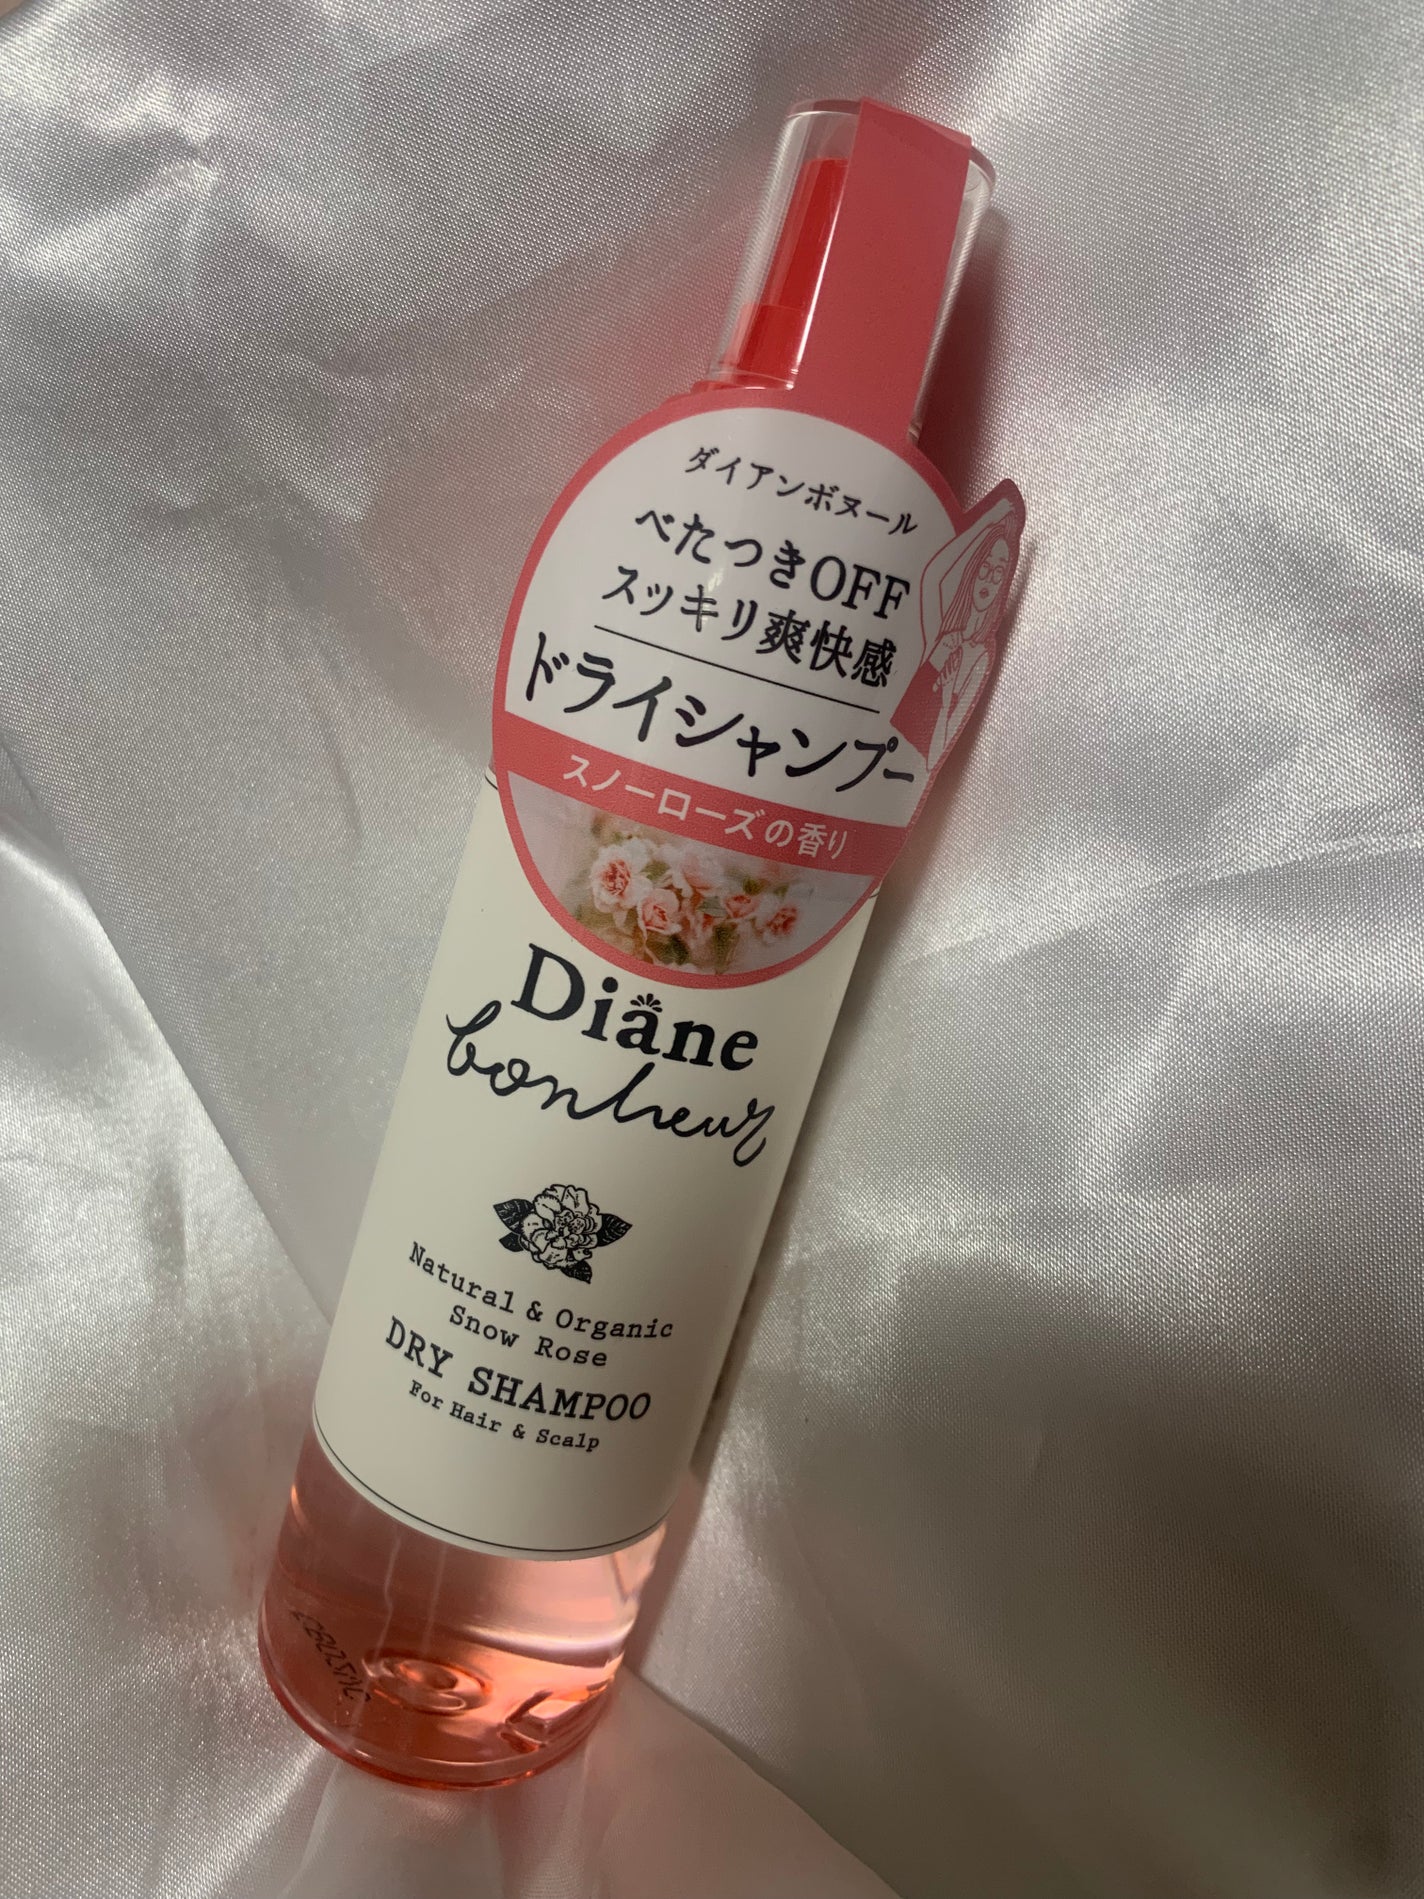 ダイアンボヌール
べたつきOFF
スッキリ爽快感
ドライシャンプー
スノーローズの香り
Diane
bonheur
Natural & Organic
Snow Rose
DRY SHAMPOO
For Hair & Scalp